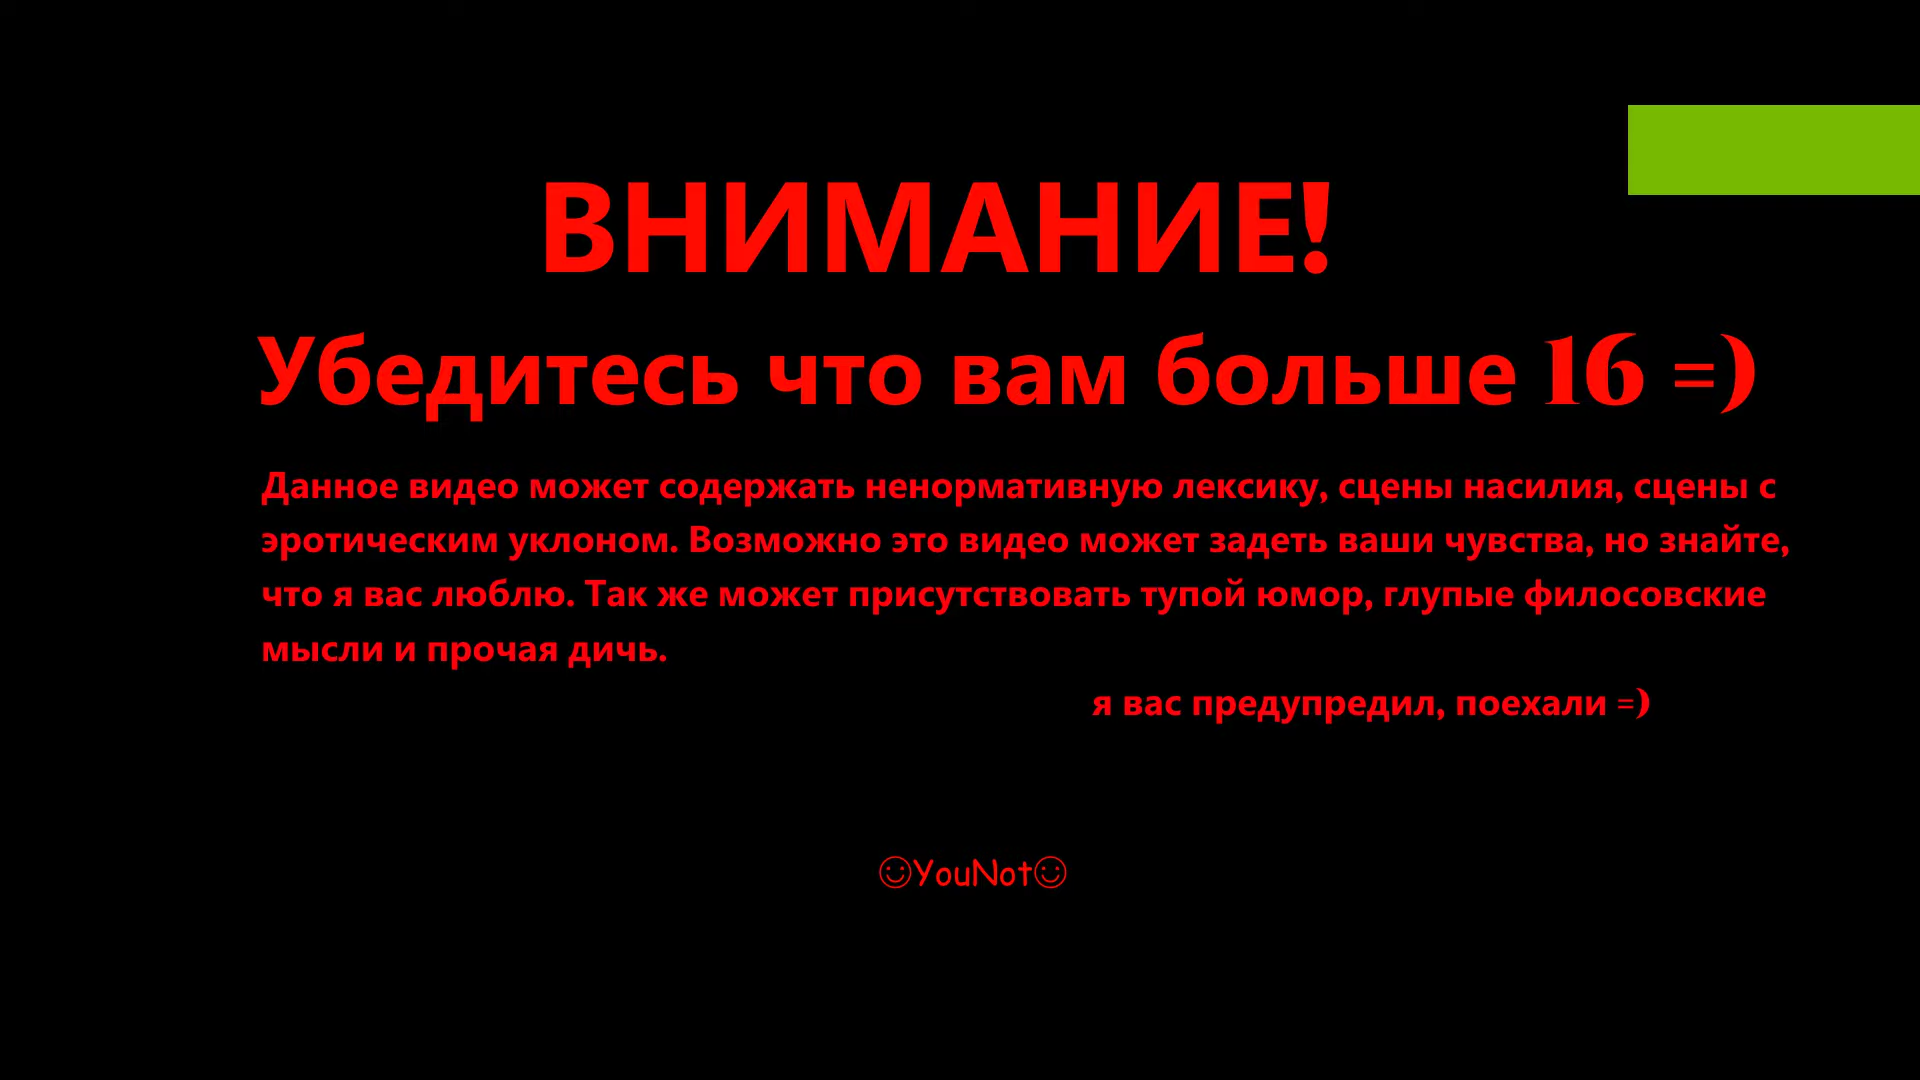 ВНИМАНИЕ!
Убедитесь что вам больше 16 =)
Данное видео может содержать ненормативную лексику, сцены насилия, сцены с
эротическим уклоном. Возможно это видео может задеть ваши чувства, но знайте,
что я вас люблю. Так же может присутствовать тупой юмор, глупые филосовские
мысли и прочая дичь.
я вас предупредил, поехали =)
☺YouNot☺